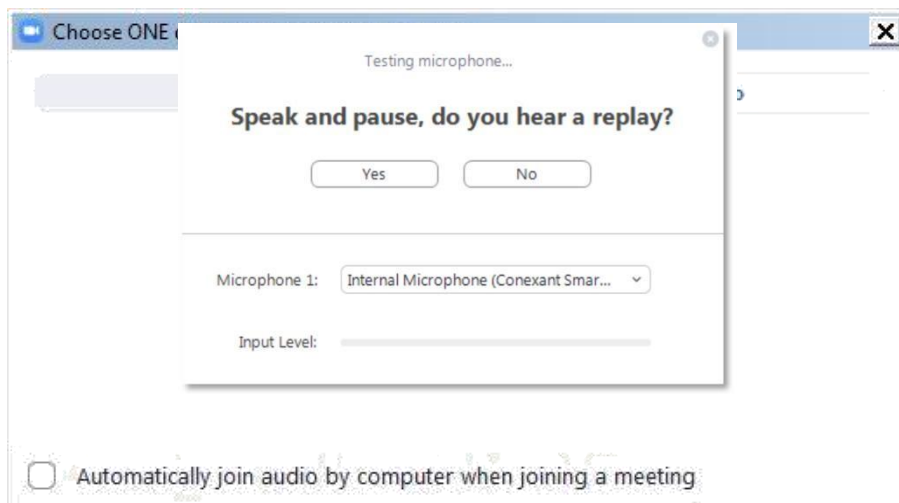 Choose ONE
Testing microphone...
Speak and pause, do you hear a replay?
Yes No
Microphone 1: Internal Microphone (Conexant Smar...
Input Level:
Automatically join audio by computer when joining a meeting